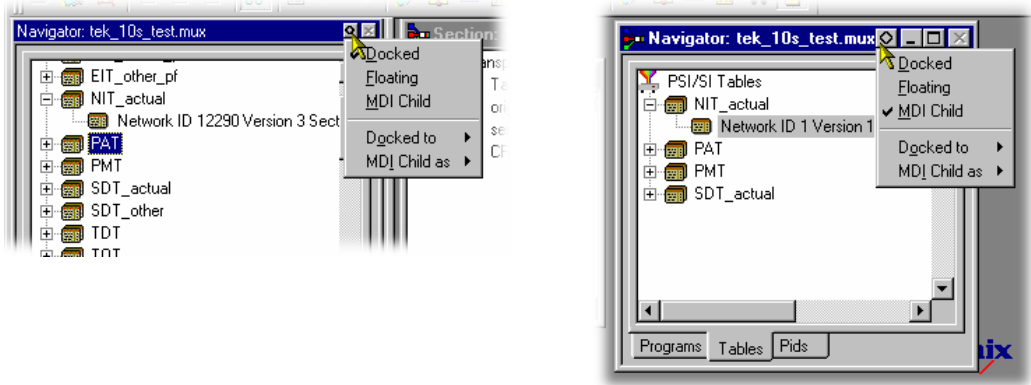 Navigator: tek_10s_test.mux
Section:
Docked
Floating
MDI Child
Docked to
MDI Child as
EIT_other_pf
NIT_actual
Network ID 12290 Version 3 Sect
PAT
PMT
SDT_actual
SDT_other
TDT
TOT
Navigator: tek_10s_test.mux
Docked
Floating
MDI Child
Docked to
MDI Child as
PSI/SI Tables
NIT_actual
Network ID 1 Version 1
PAT
PMT
SDT_actual
Programs
Tables
Pids